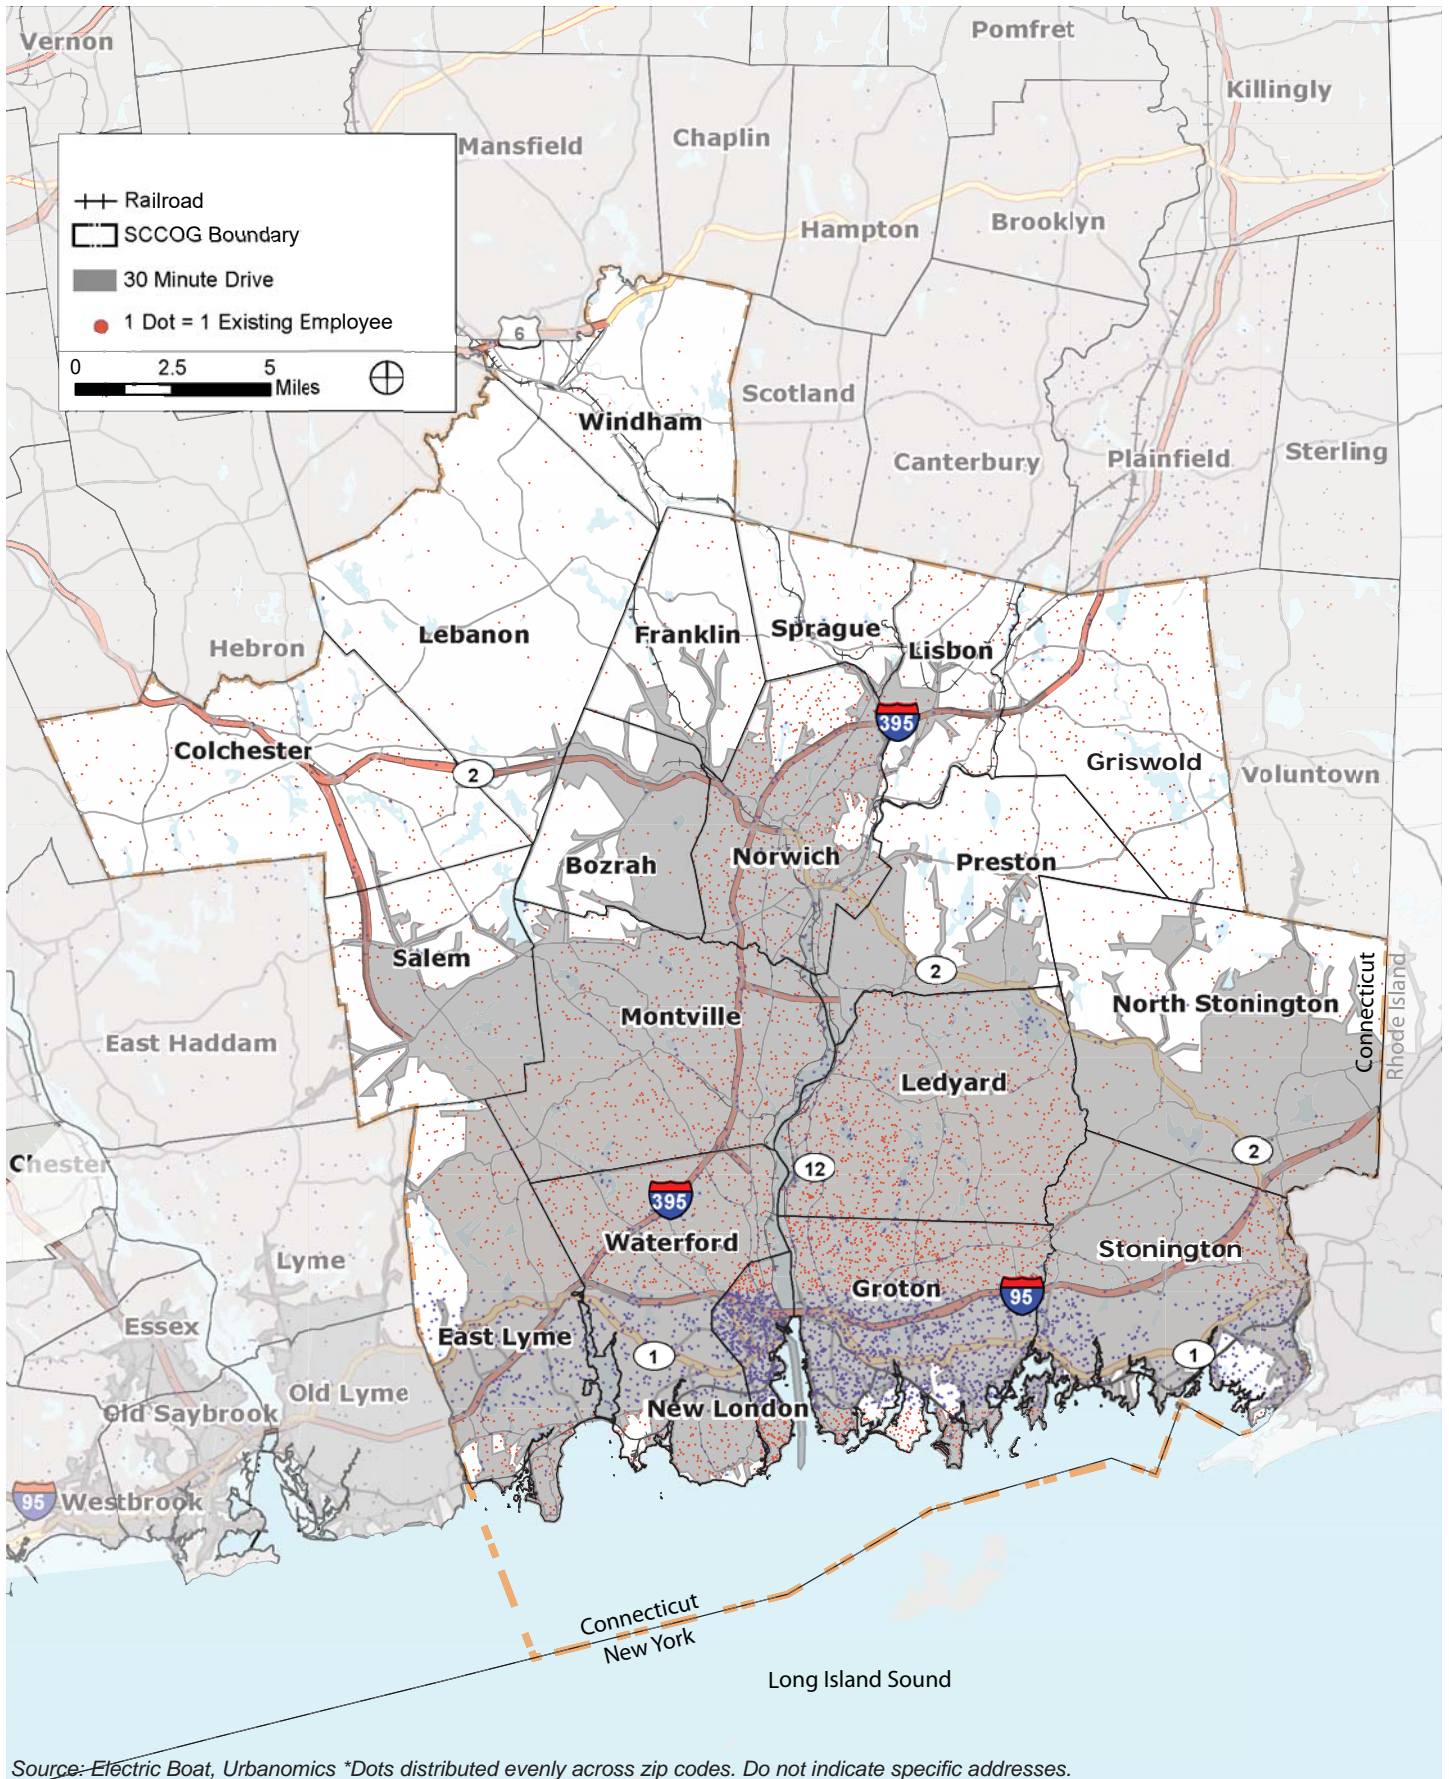 Vernon
Pomfret
Killingly
Mansfield
Chaplin
Hampton
Brooklyn
Railroad
SCCOG Boundary
30 Minute Drive
1 Dot = 1 Existing Employee
0 2.5 5
Miles
6
Windham
Scotland
Canterbury
Plainfield
Sterling
Hebron
Lebanon
Franklin
Sprague
Lisbon
395
Colchester
2
Griswold
Voluntown
Bozrah
Norwich
Preston
Salem
2
North Stonington
Connecticut
Rhode Island
Montville
East Haddam
Ledyard
Chester
12
2
395
Waterford
Stonington
Lyme
Groton
95
Essex
East Lyme
1
1
Old Lyme
New London
Old Saybrook
95
Westbrook
Connecticut
New York
Long Island Sound
Source: Electric Boat, Urbanomics *Dots distributed evenly across zip codes. Do not indicate specific addresses.